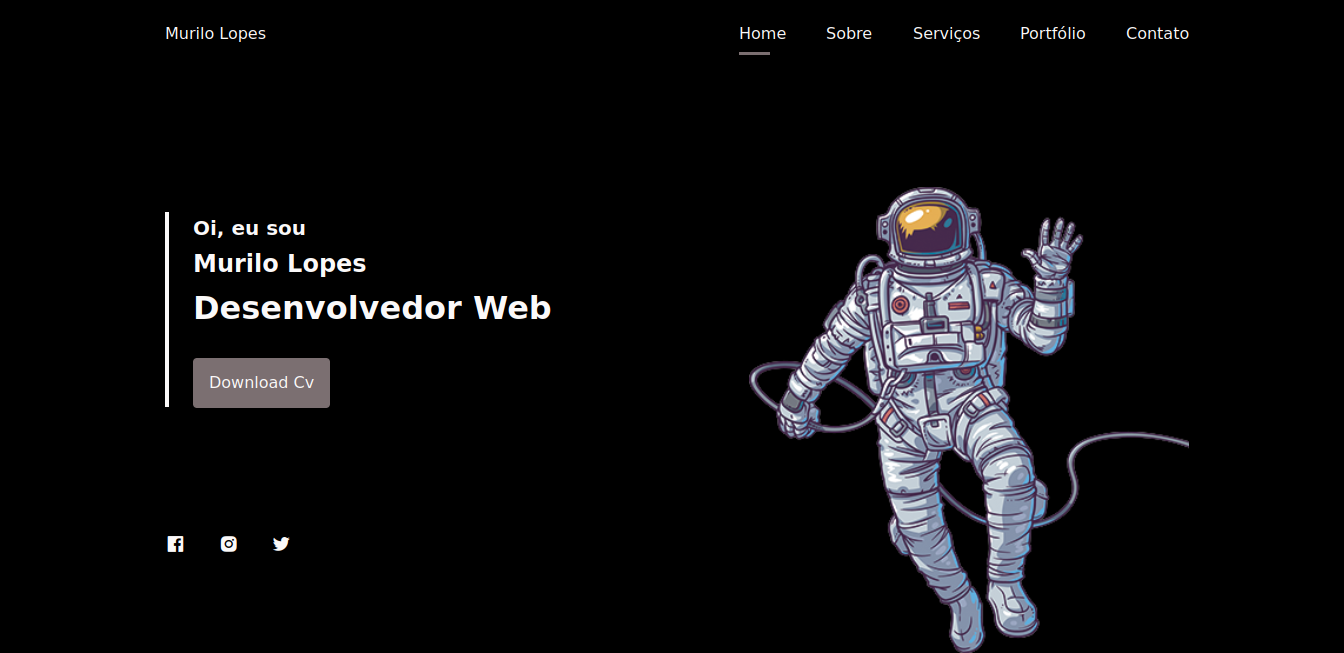 Murilo Lopes
Home Sobre Serviços Portfólio Contato
Oi, eu sou
Murilo Lopes
Desenvolvedor Web
Download Cv